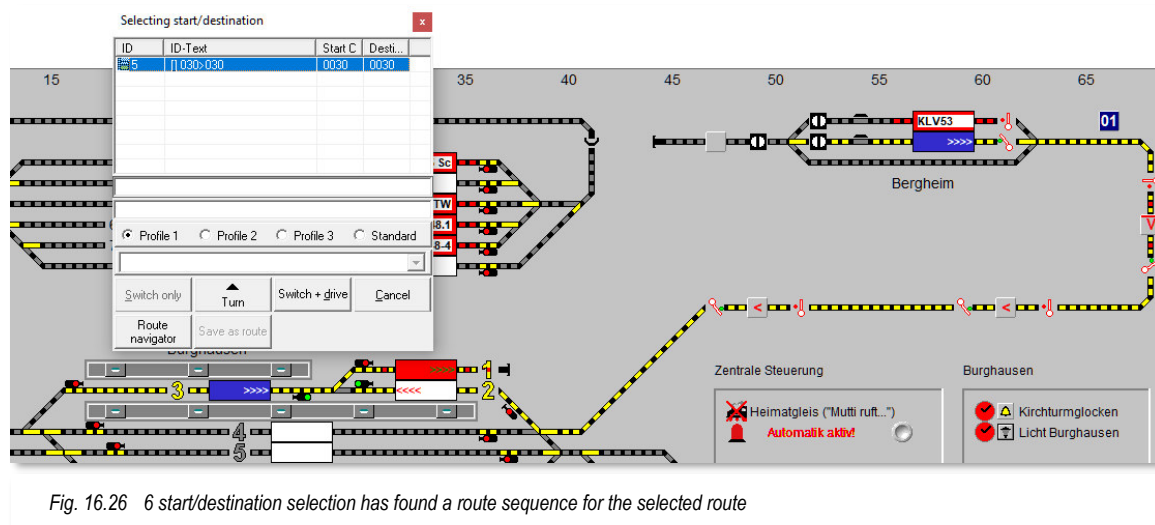 Selecting start/destination
x
ID ID-Text Start C Desti...
5 [] 030>030 0030 0030
15 35 40 45 50 55 60 65
KLV53
01
>>>>
Bergheim
Sc
TW
8.1
8-4
V
Profile 1 Profile 2 Profile 3 Standard
Switch only Turn Switch + drive Cancel
Route navigator Save as route
< <
Burghausen
>>>> 1
3 >>>> <<<< 2
4
5
Zentrale Steuerung
Heimatgleis ("Mutti ruft...")
Automatik aktiv!
Burghausen
Kirchturmglocken
Licht Burghausen
Fig. 16.26 6 start/destination selection has found a route sequence for the selected route